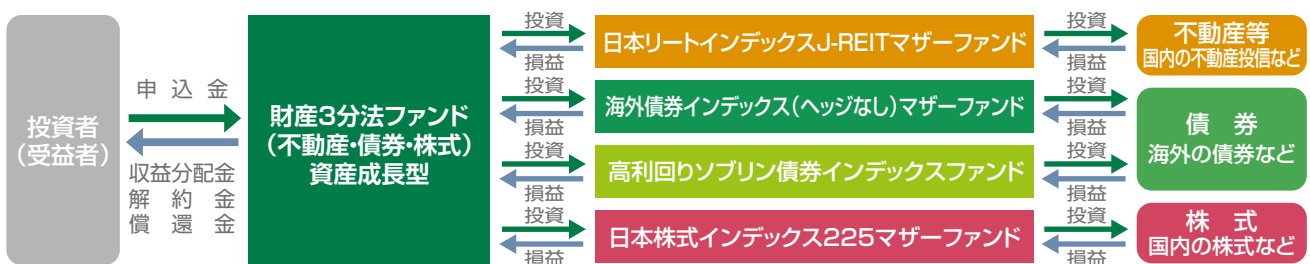 投資者
（受益者）
申 込 金
収益分配金
解 約 金
償 還 金
財産3分法ファンド
（不動産・債券・株式）
資産成長型
投資
損益
日本リートインデックスJ-REITマザーファンド
投資
損益
不動産等
国内の不動産投信など
投資
損益
海外債券インデックス（ヘッジなし）マザーファンド
投資
損益
債 券
海外の債券など
投資
損益
高利回りソブリン債券インデックスファンド
投資
損益
投資
損益
日本株式インデックス225マザーファンド
投資
損益
株 式
国内の株式など